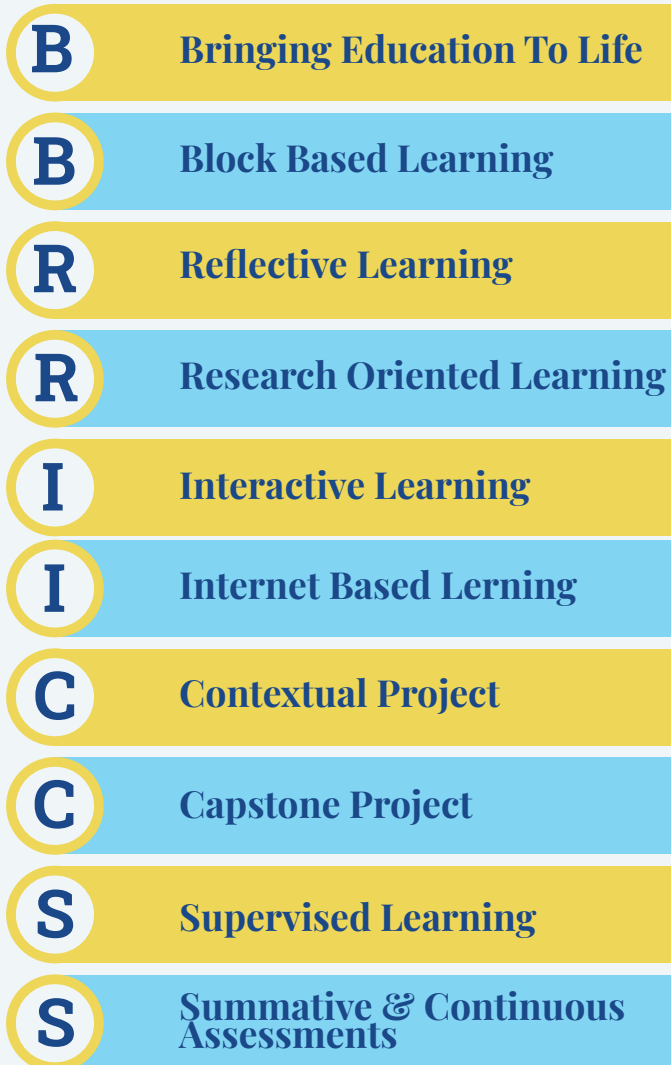 B Bringing Education To Life
B Block Based Learning
R Reflective Learning
R Research Oriented Learning
I Interactive Learning
I Internet Based Lerning
C Contextual Project
C Capstone Project
S Supervised Learning
S Summative & Continuous
Assessments